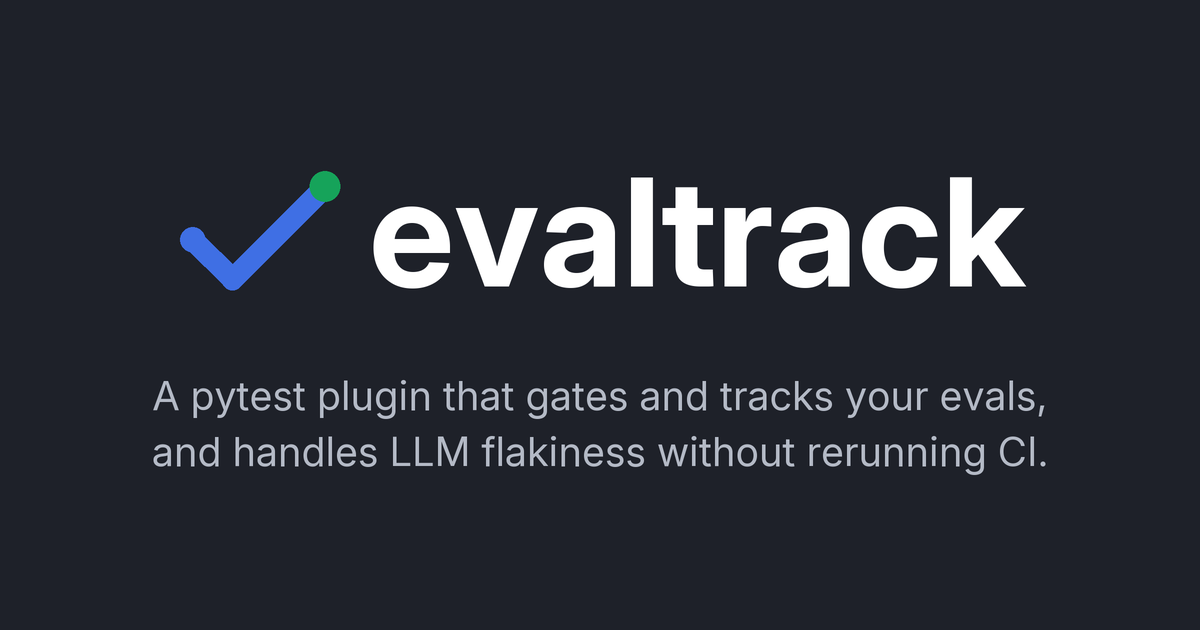 evaltrack
A pytest plugin that gates and tracks your evals,
and handles LLM flakiness without rerunning CI.